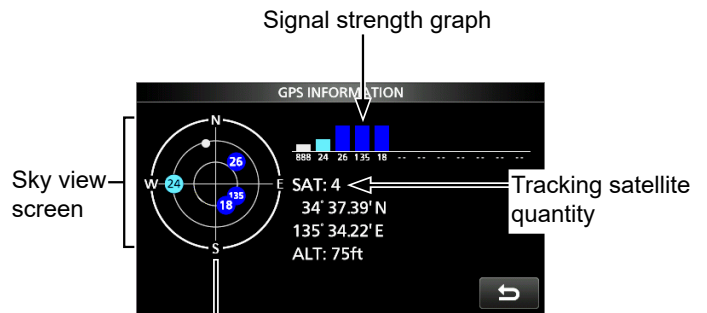 Signal strength graph
GPS INFORMATION
N
888 24 26 135 18 -- -- -- -- -- -- --
26
Sky view
screen
W 24 E
135
18
S
SAT: 4
34° 37.39' N
135° 34.22' E
ALT: 75ft
Tracking satellite
quantity